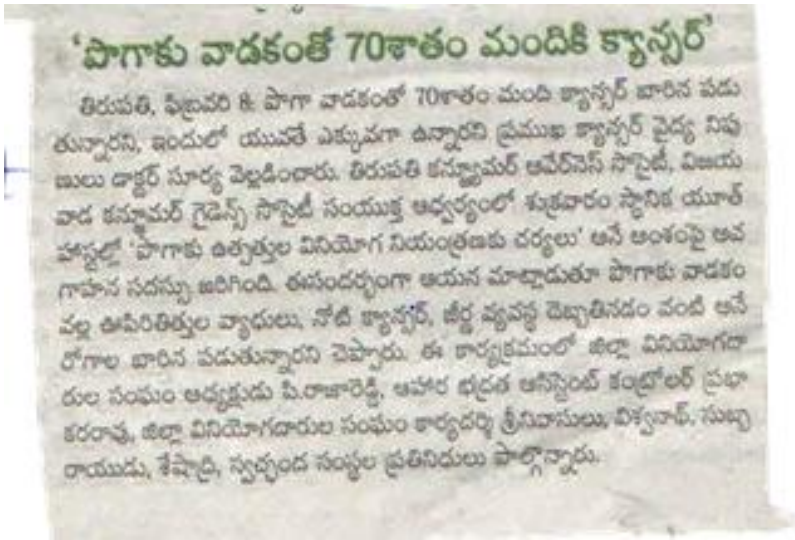 ‘పొగాకు వాడకంతో 70శాతం మందికి క్యాన్సర్’
తిరుపతి, ఫిబ్రవరి 8: పొగా వాడకంతో 70శాతం మంది క్యాన్సర్ బారిన పడు
తున్నారని, ఇందులో యువతే ఎక్కువగా ఉన్నారని ప్రముఖ క్యాన్సర్ వైద్య నిపు
ణులు డాక్టర్ సూర్య వెల్లడించారు. తిరుపతి కన్జ్యూమర్ అవేర్‌నెస్ సొసైటీ, విజయ
వాడ కన్జూమర్ గైడెన్స్ సొసైటీ సంయుక్త ఆధ్వర్యంలో శుక్రవారం స్థానిక యూత్
హాస్టల్లో ‘పొగాకు ఉత్పత్తుల వినియోగ నియంత్రణకు చర్యలు’ అనే అంశంపై అవ
గాహన సదస్సు జరిగింది. ఈసందర్భంగా ఆయన మాట్లాడుతూ పొగాకు వాడకం
వల్ల ఊపిరితిత్తుల వ్యాధులు, నోటి క్యాన్సర్, జీర్ణ వ్యవస్థ దెబ్బతినడం వంటి అనే
రోగాల బారిన పడుతున్నారని చెప్పారు. ఈ కార్యక్రమంలో జిల్లా వినియోగదా
రుల సంఘం అధ్యక్షుడు పి.రాజారెడ్డి, ఆహార భద్రత అసిస్టెంట్ కంట్రోలర్ ప్రభా
కరరావు, జిల్లా వినియోగదారుల సంఘం కార్యదర్శి శ్రీనివాసులు, విశ్వనాథ్, సుబ్బ
రాయుడు, శేషాద్రి, స్వచ్ఛంద సంస్థల ప్రతినిధులు పాల్గొన్నారు.